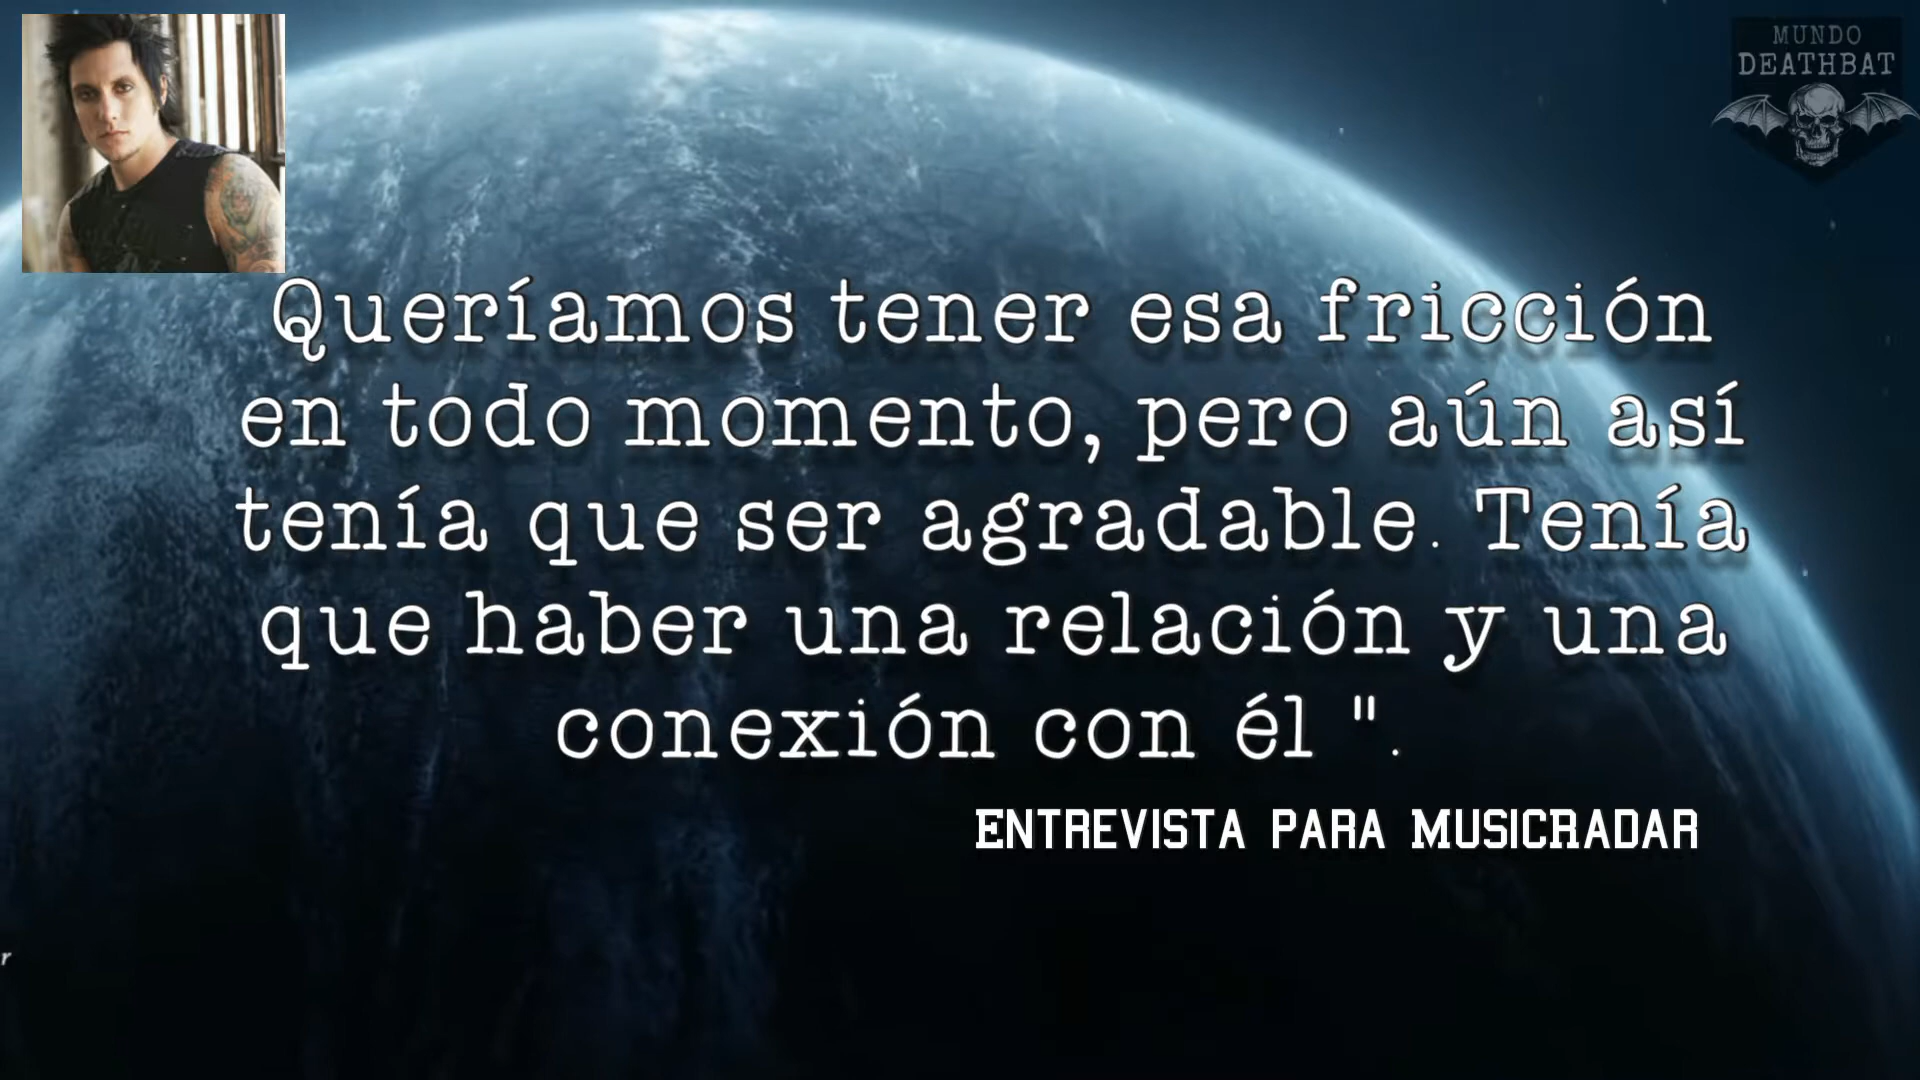 MUNDO
DEATHBAT
Queríamos tener esa fricción
en todo momento, pero aún así
tenía que ser agradable. Tenía
que haber una relación y una
conexión con él ".
ENTREVISTA PARA MUSICRADAR
r